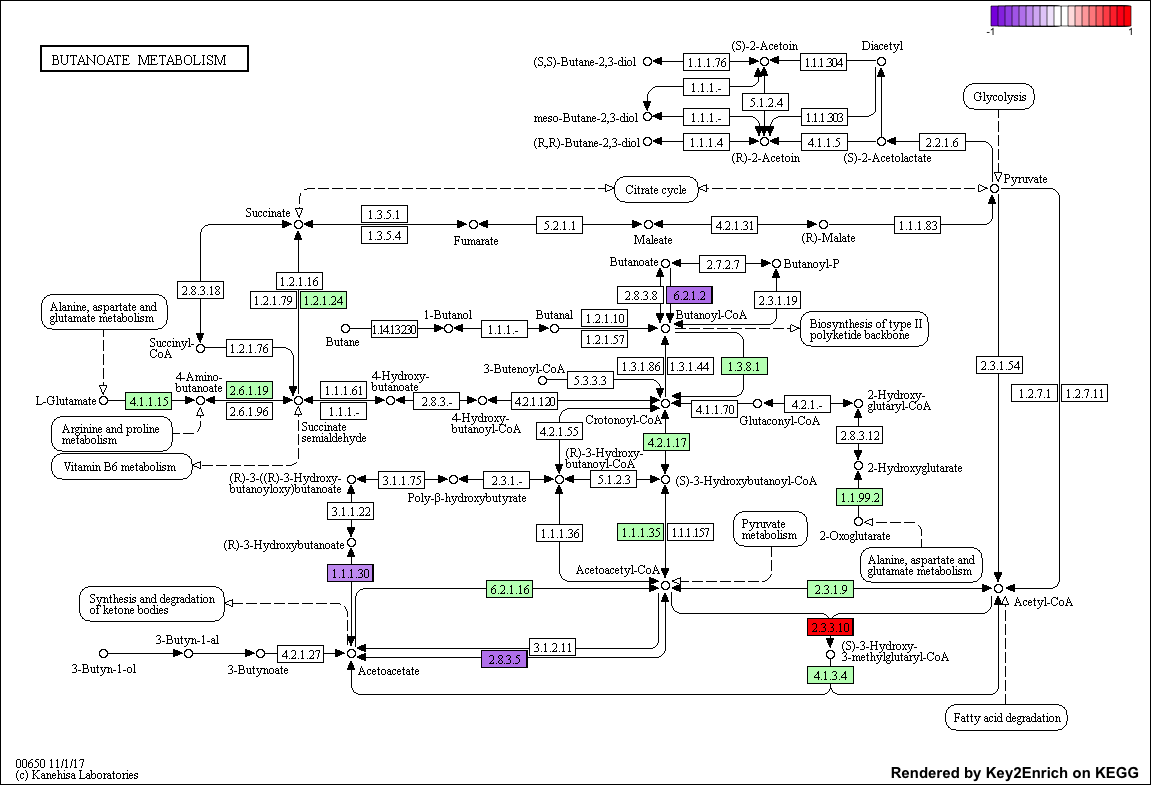 -1
1
BUTANOATE METABOLISM
(S,S)-Butane-2,3-diol
1.1.1.76
(S)-2-Acetoin
1.1.1.304
Diacetyl
1.1.1.-
5.1.2.4
meso-Butane-2,3-diol
1.1.1.-
1.1.1.303
(R,R)-Butane-2,3-diol
1.1.1.4
(R)-2-Acetoin
4.1.1.5
(S)-2-Acetolactate
2.2.1.6
Glycolysis
Pyruvate
Citrate cycle
Succinate
1.3.5.1
1.3.5.4
Fumarate
5.2.1.1
Maleate
4.2.1.31
(R)-Malate
1.1.1.83
Butanoate
2.7.2.7
Butanoyl-P
2.8.3.18
1.2.1.16
1.2.1.79
1.2.1.24
2.8.3.8
6.2.1.2
2.3.1.19
Alanine, aspartate and
glutamate metabolism
Butane
1.14.13230
1-Butanol
1.1.1.-
Butanal
1.2.1.10
1.2.1.57
Butanoyl-CoA
Biosynthesis of type II
polyketide backbone
Succinyl-
CoA
1.2.1.76
3-Butenoyl-CoA
5.3.3.3
1.3.1.86
1.3.1.44
1.3.8.1
2.3.1.54
1.2.7.1
1.2.7.11
L-Glutamate
4.1.1.15
4-Amino-
butanoate
2.6.1.19
2.6.1.96
1.1.1.61
1.1.1.-
4-Hydroxy-
butanoate
2.8.3.-
4-Hydroxy-
butanoyl-CoA
4.2.1.120
Crotonoyl-CoA
4.1.1.70
Glutaconyl-CoA
4.2.1.-
2-Hydroxy-
glutaryl-CoA
Succinate
semialdehyde
Arginine and proline
metabolism
Vitamin B6 metabolism
4.2.1.55
4.2.1.17
2.8.3.12
2-Hydroxyglutarate
(R)-3-((R)-3-Hydroxy-
butanoyloxy)butanoate
3.1.1.75
Poly-β-hydroxybutyrate
2.3.1.-
(R)-3-Hydroxy-
butanoyl-CoA
5.1.2.3
(S)-3-Hydroxybutanoyl-CoA
1.1.99.2
2-Oxoglutarate
3.1.1.22
(R)-3-Hydroxybutanoate
1.1.1.36
1.1.1.35
1.1.1.157
Pyruvate
metabolism
Alanine, aspartate and
glutamate metabolism
1.1.1.30
Acetoacetyl-CoA
6.2.1.16
2.3.1.9
Acetyl-CoA
Synthesis and degradation
of ketone bodies
2.3.3.10
(S)-3-Hydroxy-
3-methylglutaryl-CoA
3-Butyn-1-ol
3-Butyn-1-al
3-Butynoate
4.2.1.27
Acetoacetate
3.1.2.11
2.8.3.5
4.1.3.4
Fatty acid degradation
00650 11/1/17
(c) Kanehisa Laboratories
Rendered by Key2Enrich on KEGG